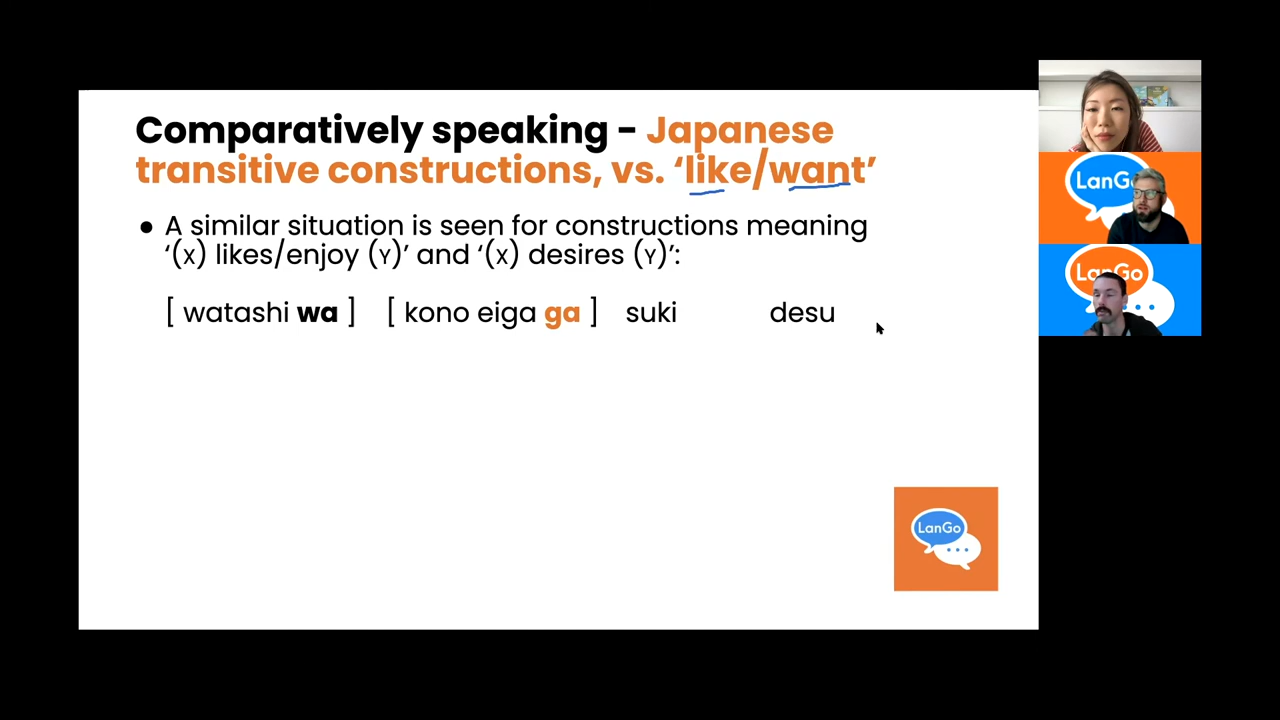 Comparatively speaking - Japanese
transitive constructions, vs. ‘like/want’
● A similar situation is seen for constructions meaning
‘(X) likes/enjoy (Y)’ and ‘(X) desires (Y)’:
[ watashi wa ] [ kono eiga ga ] suki desu
LanGo
LanGo
LanGo